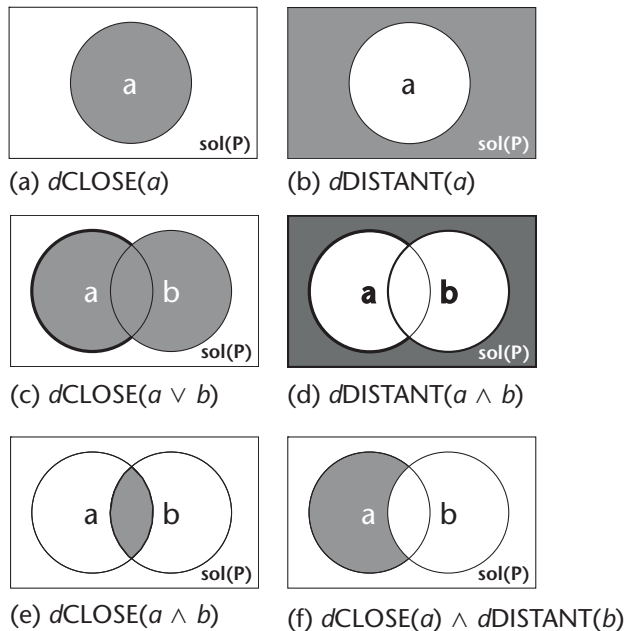 a
sol(P)
(a) dCLOSE(a)
a
sol(P)
(b) dDISTANT(a)
a b
sol(P)
(c) dCLOSE(a ∨ b)
a b
sol(P)
(d) dDISTANT(a ∧ b)
a b
sol(P)
(e) dCLOSE(a ∧ b)
a b
sol(P)
(f) dCLOSE(a) ∧ dDISTANT(b)